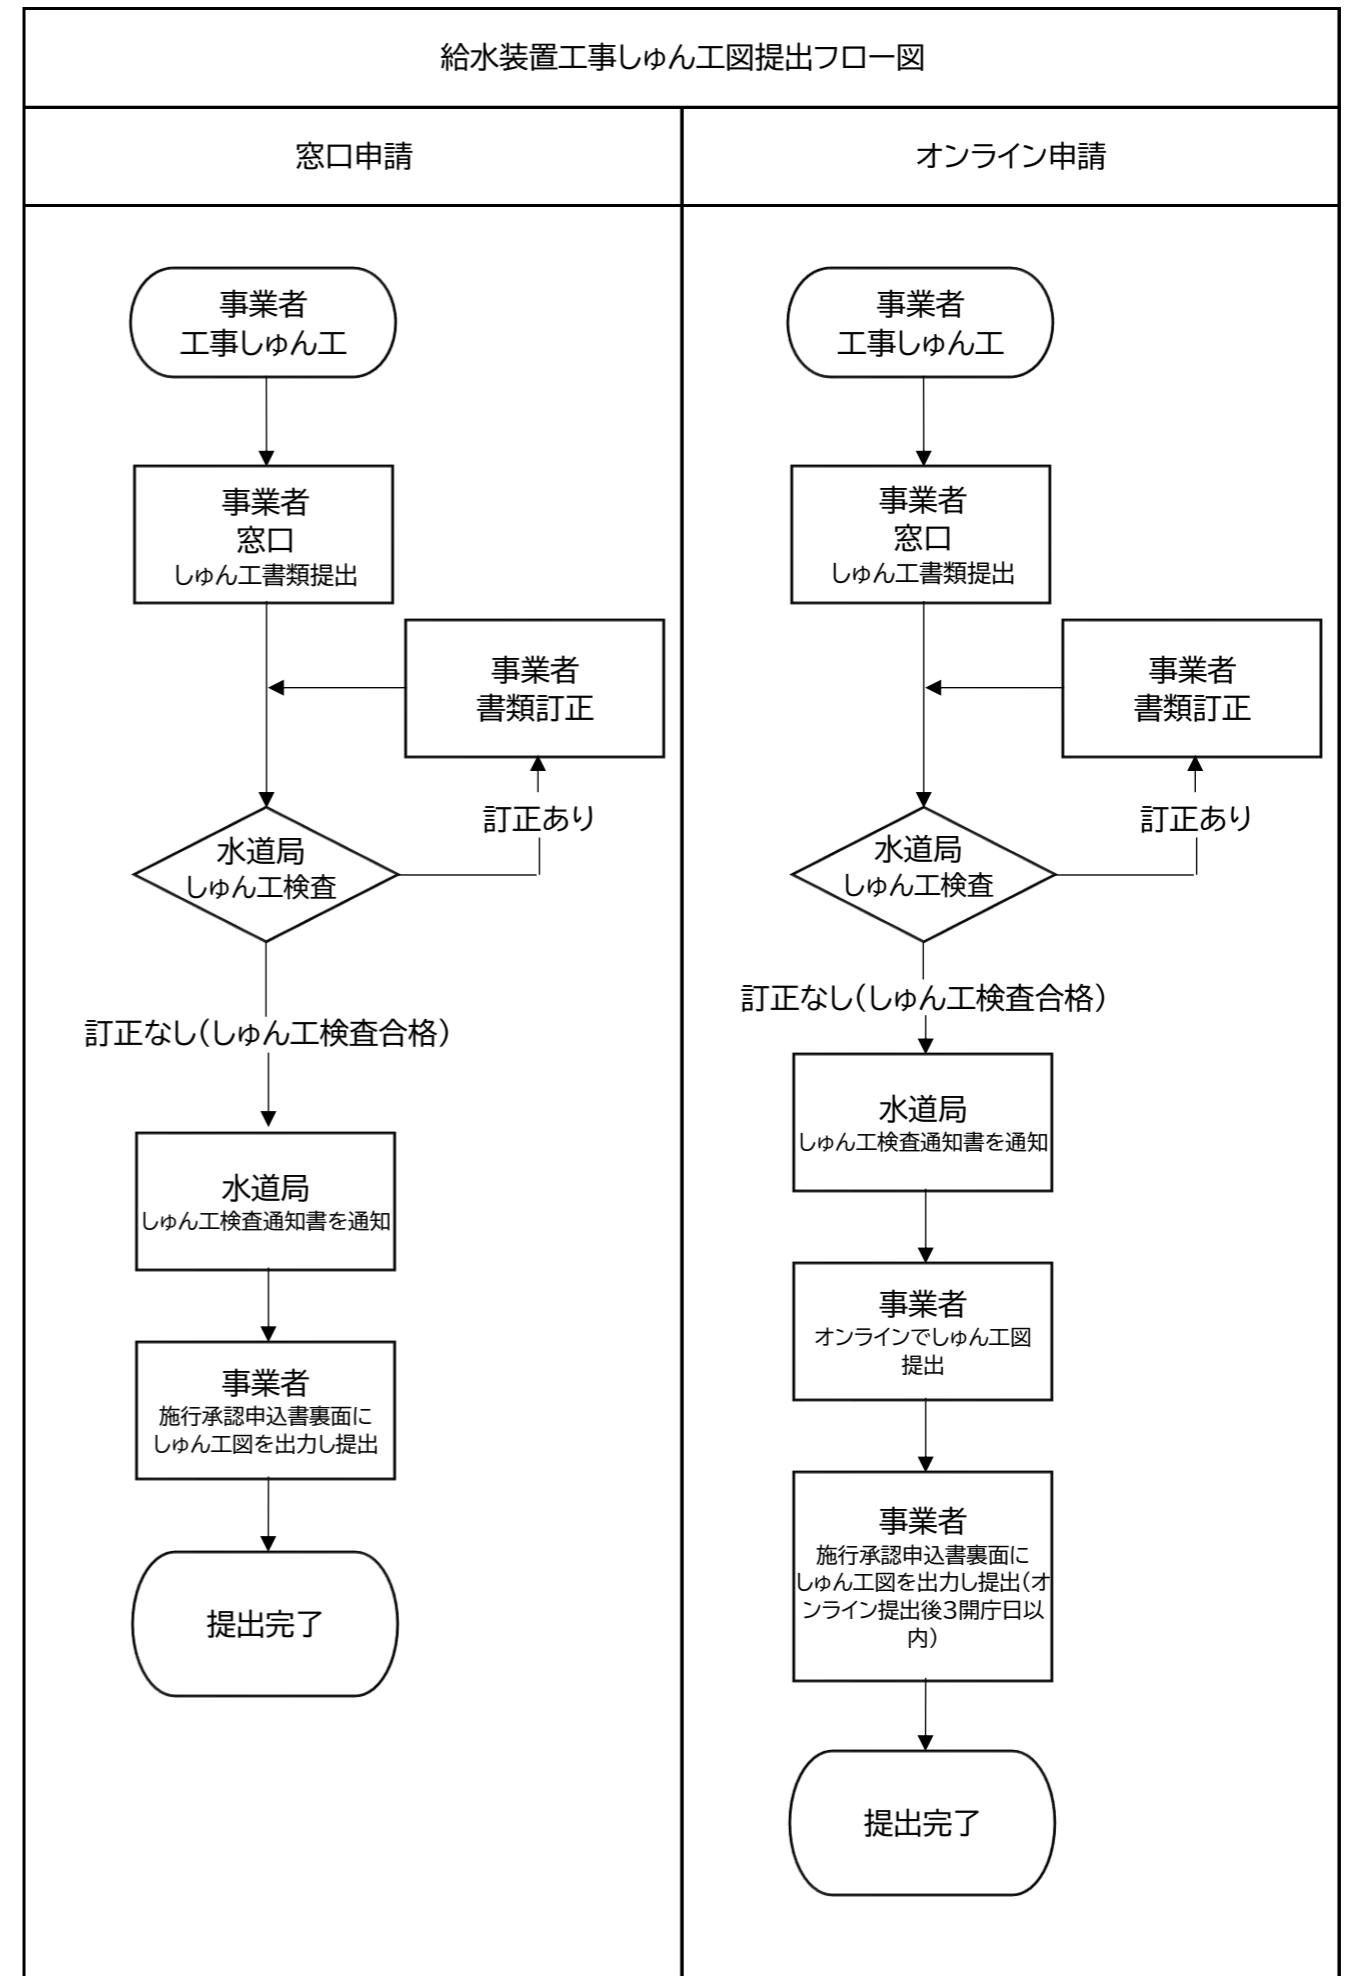 給水装置工事しゅん工図提出フロー図
窓口申請
事業者
工事しゅん工
事業者
窓口
しゅん工書類提出
事業者
書類訂正
訂正あり
水道局
しゅん工検査
訂正なし(しゅん工検査合格)
水道局
しゅん工検査通知書を通知
事業者
施行承認申込書裏面に
しゅん工図を出力し提出
提出完了
オンライン申請
事業者
工事しゅん工
事業者
窓口
しゅん工書類提出
事業者
書類訂正
訂正あり
水道局
しゅん工検査
訂正なし(しゅん工検査合格)
水道局
しゅん工検査通知書を通知
事業者
オンラインでしゅん工図
提出
事業者
施行承認申込書裏面に
しゅん工図を出力し提出(オ
ンライン提出後3開庁日以
内)
提出完了